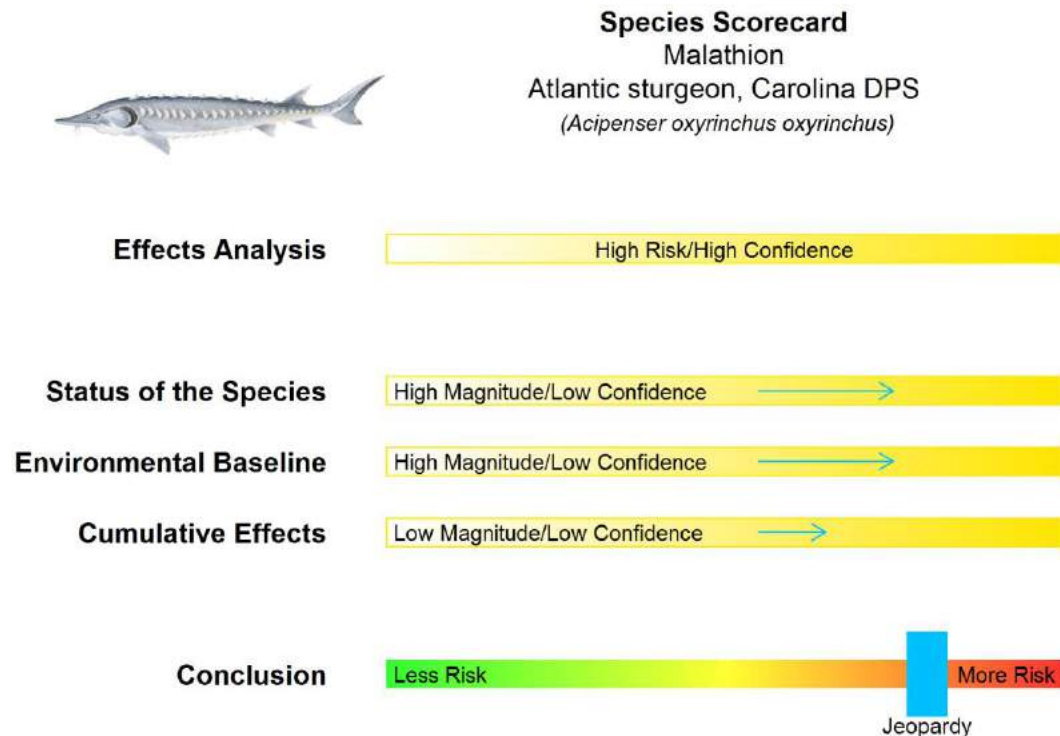 Species Scorecard
Malathion
Atlantic sturgeon, Carolina DPS
(Acipenser oxyrinchus oxyrinchus)
Effects Analysis
High Risk/High Confidence
Status of the Species
High Magnitude/Low Confidence
Environmental Baseline
High Magnitude/Low Confidence
Cumulative Effects
Low Magnitude/Low Confidence
Conclusion
Less Risk
More Risk
Jeopardy